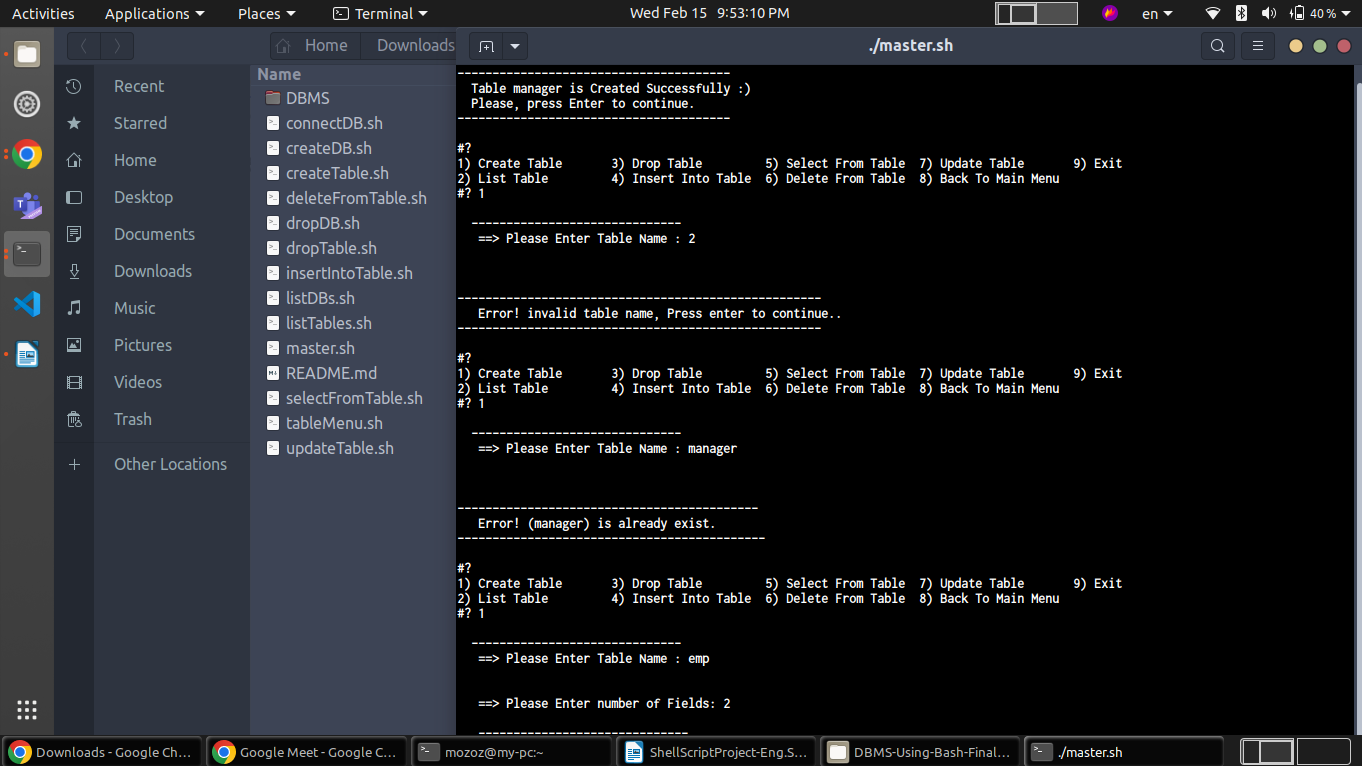 Activities Applications Places Terminal Wed Feb 15 9:53:10 PM en 40 %
Home Downloads ./master.sh
Recent
Starred
Home
Desktop
Documents
Downloads
Music
Pictures
Videos
Trash
Other Locations
Name
DBMS
connectDB.sh
createDB.sh
createTable.sh
deleteFromTable.sh
dropDB.sh
dropTable.sh
insertIntoTable.sh
listDBs.sh
listTables.sh
master.sh
README.md
selectFromTable.sh
tableMenu.sh
updateTable.sh
---------------------------------------
Table manager is Created Successfully :)
Please, press Enter to continue.
---------------------------------------
#?
1) Create Table 3) Drop Table 5) Select From Table 7) Update Table 9) Exit
2) List Table 4) Insert Into Table 6) Delete From Table 8) Back To Main Menu
#? 1
------------------------------
==> Please Enter Table Name : 2
----------------------------------------------------
Error! invalid table name, Press enter to continue..
----------------------------------------------------
#?
1) Create Table 3) Drop Table 5) Select From Table 7) Update Table 9) Exit
2) List Table 4) Insert Into Table 6) Delete From Table 8) Back To Main Menu
#? 1
------------------------------
==> Please Enter Table Name : manager
-------------------------------------------
Error! (manager) is already exist.
--------------------------------------------
#?
1) Create Table 3) Drop Table 5) Select From Table 7) Update Table 9) Exit
2) List Table 4) Insert Into Table 6) Delete From Table 8) Back To Main Menu
#? 1
------------------------------
==> Please Enter Table Name : emp
==> Please Enter number of Fields: 2
------------------------------
Downloads - Google Ch... Google Meet - Google C... mozoz@my-pc:~ ShellScriptProject-Eng.S... DBMS-Using-Bash-Final... ./master.sh